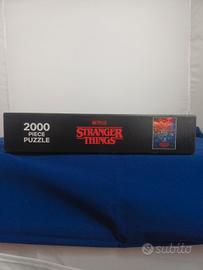 2000
PIECE
PUZZLE
NETFLIX
STRANGER
THINGS
subito